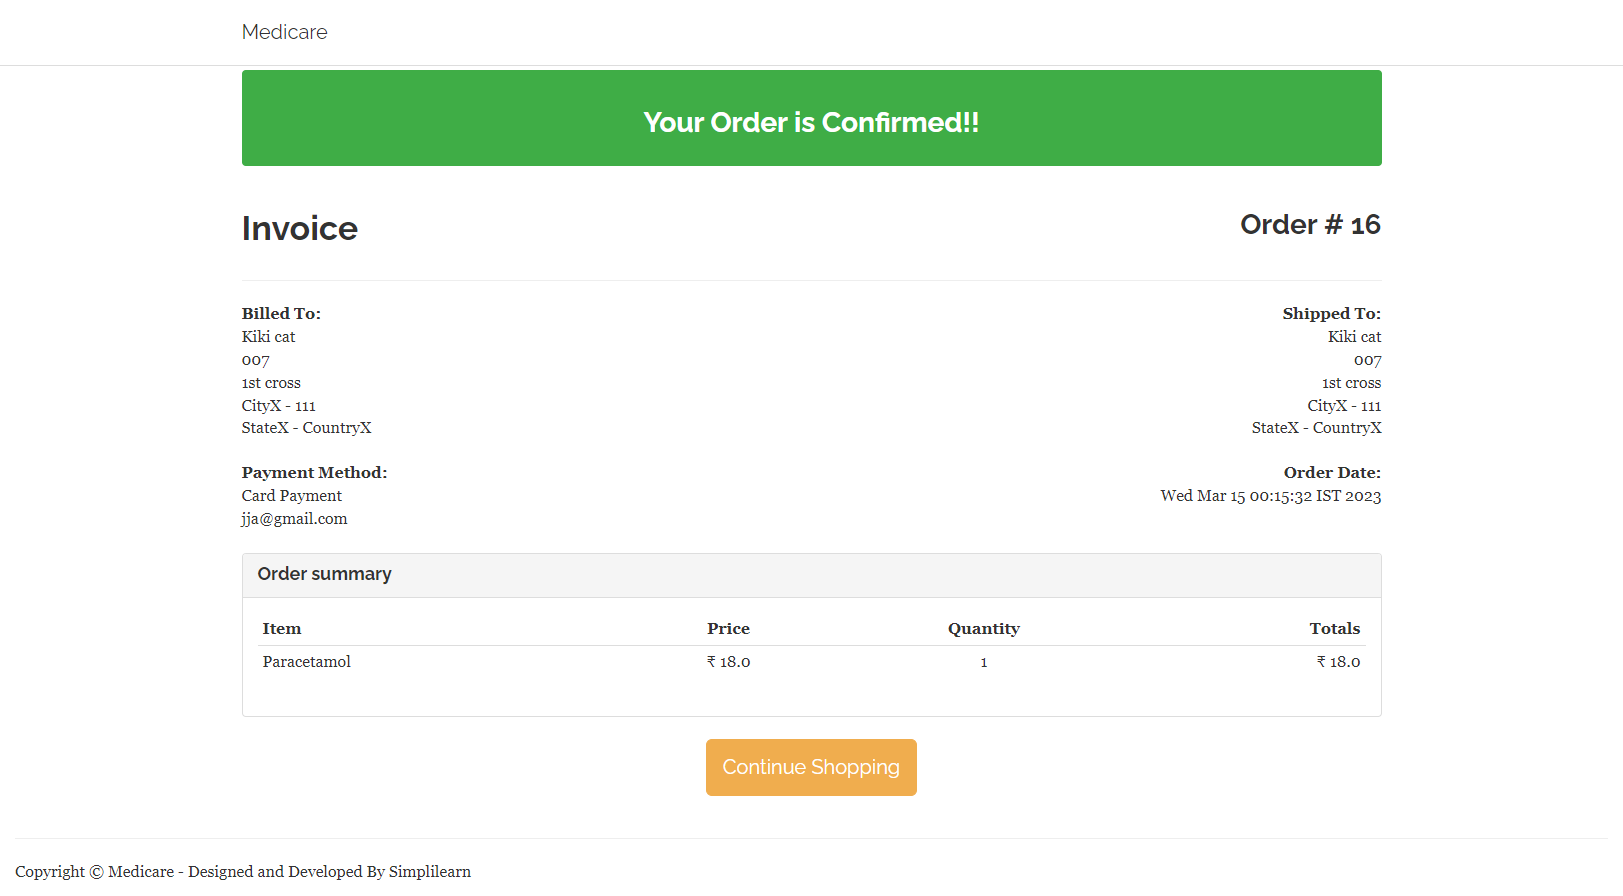 Medicare
Your Order is Confirmed!!
Invoice
Order # 16
Billed To:
Kiki cat
007
1st cross
CityX - 111
StateX - CountryX
Shipped To:
Kiki cat
007
1st cross
CityX - 111
StateX - CountryX
Payment Method:
Card Payment
jja@gmail.com
Order Date:
Wed Mar 15 00:15:32 IST 2023
Order summary
Item Price Quantity Totals
Paracetamol ₹ 18.0 1 ₹ 18.0
Continue Shopping
Copyright © Medicare - Designed and Developed By Simplilearn